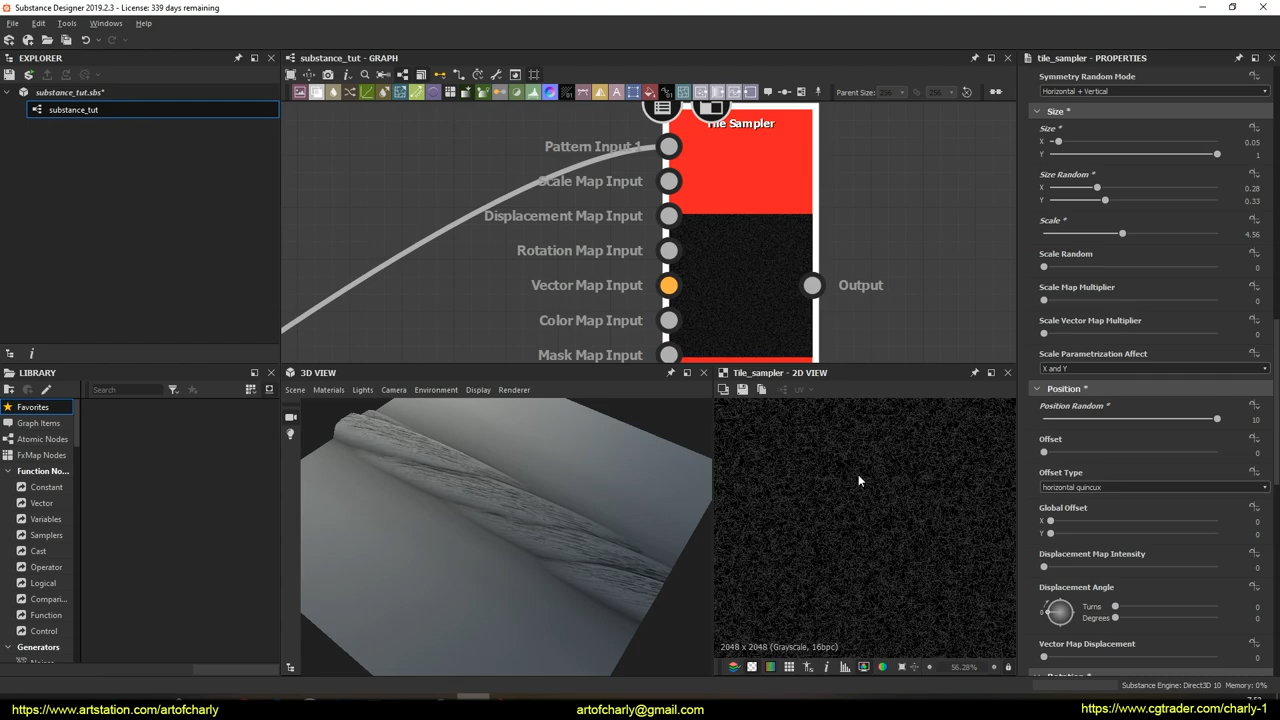 Substance Designer 2019.2.3 - License: 339 days remaining
File Edit Tools Windows Help
EXPLORER
substance_tut.sbs*
substance_tut
substance_tut - GRAPH
Parent Size: 256 256
Tile Sampler
Pattern Input 1
Scale Map Input
Displacement Map Input
Rotation Map Input
Vector Map Input
Color Map Input
Mask Map Input
Output
LIBRARY
Search
Favorites
Graph Items
Atomic Nodes
FxMap Nodes
Function No...
Constant
Vector
Variables
Samplers
Cast
Operator
Logical
Compari...
Function
Control
Generators
3D VIEW
Scene Materials Lights Camera Environment Display Renderer
Tile_sampler - 2D VIEW
UV
2048 x 2048 (Grayscale, 16bpc)
56.28%
tile_sampler - PROPERTIES
Symmetry Random Mode
Horizontal + Vertical
Size *
Size *
X 0.05
Y 1
Size Random *
X 0.28
Y 0.33
Scale *
4.56
Scale Random
0
Scale Map Multiplier
0
Scale Vector Map Multiplier
0
Scale Parametrization Affect
X and Y
Position *
Position Random *
10
Offset
0
Offset Type
horizontal quincux
Global Offset
X 0
Y 0
Displacement Map Intensity
0
Displacement Angle
Turns 0
Degrees 0
Vector Map Displacement
0
Substance Engine: Direct3D 10 Memory: 0%
https://www.artstation.com/artofcharly
artofcharly@gmail.com
https://www.cgtrader.com/charly-1